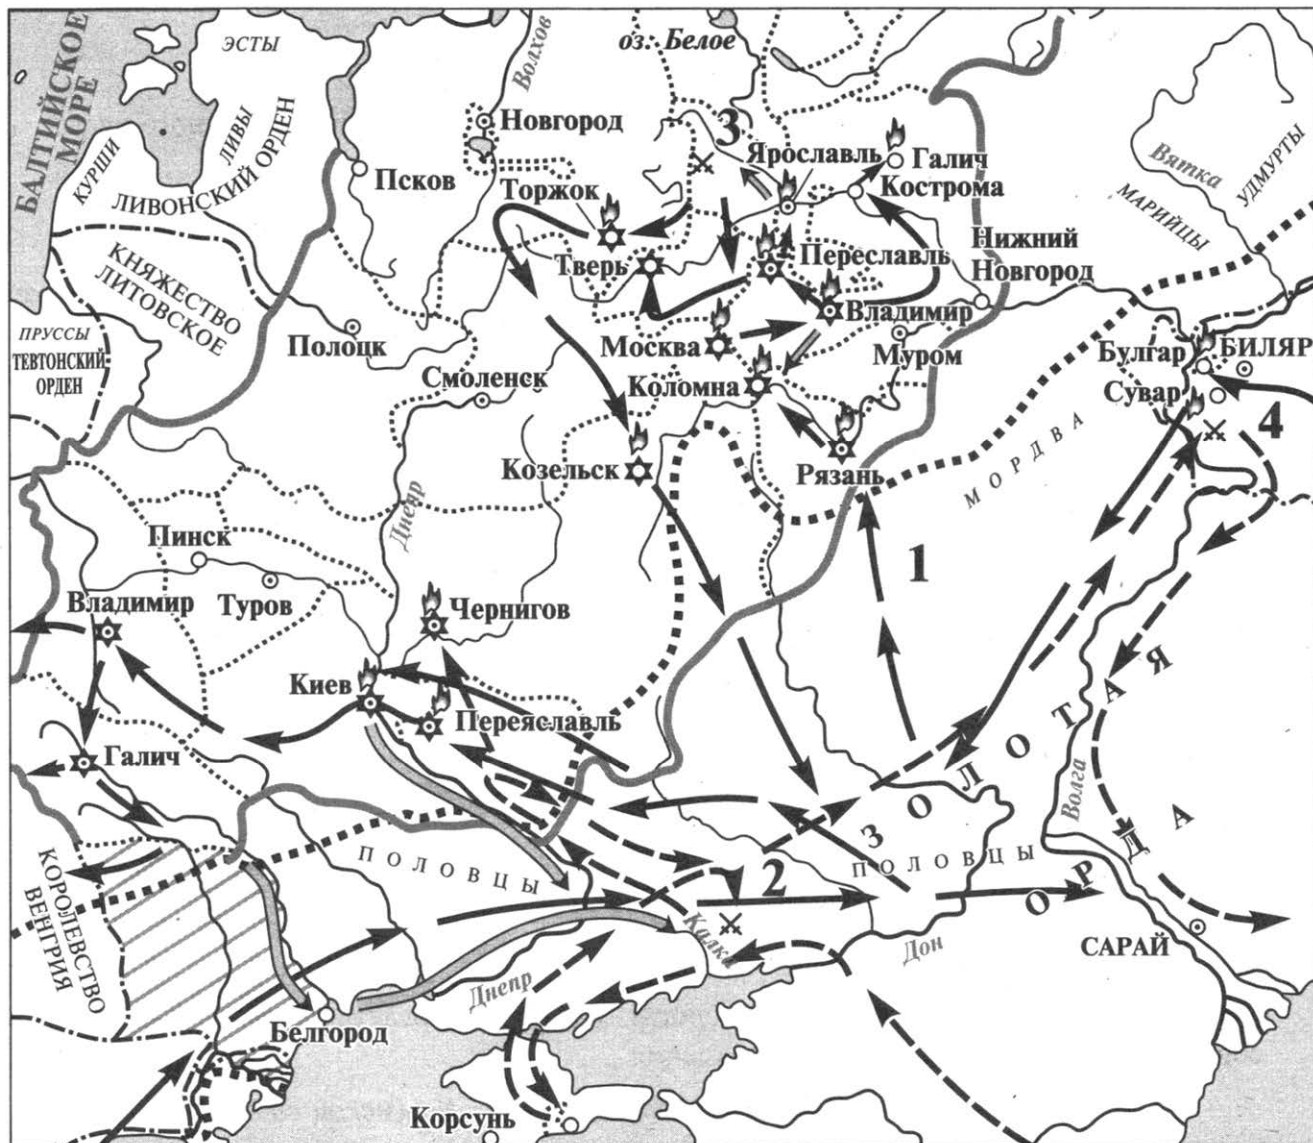 БАЛТИЙСКОЕ
МОРЕ
ЭСТЫ
ЛИВЫ
КУРШИ
ЛИВОНСКИЙ ОРДЕН
КНЯЖЕСТВО
ЛИТОВСКОЕ
ПРУССЫ
ТЕВТОНСКИЙ
ОРДЕН
Псков
Новгород
Волхов
оз. Белое
3
Ярославль
Галич
Кострома
Торжок
Тверь
Переславль
Нижний
Новгород
Владимир
Москва
Муром
Коломна
Вятка
УДМУРТЫ
МАРИЙЦЫ
Булгар
БИЛЯР
Сувар
4
Полоцк
Смоленск
Козельск
Рязань
МОРДВА
Днепр
1
Пинск
Туров
Владимир
Чернигов
Киев
Переяславль
Галич
ПОЛОВЦЫ
2
ПОЛОВЦЫ
ЗОЛОТАЯ
ОРДА
Волга
САРАЙ
КОРОЛЕВСТВО
ВЕНГРИЯ
Калка
Дон
Днепр
Белгород
Корсунь